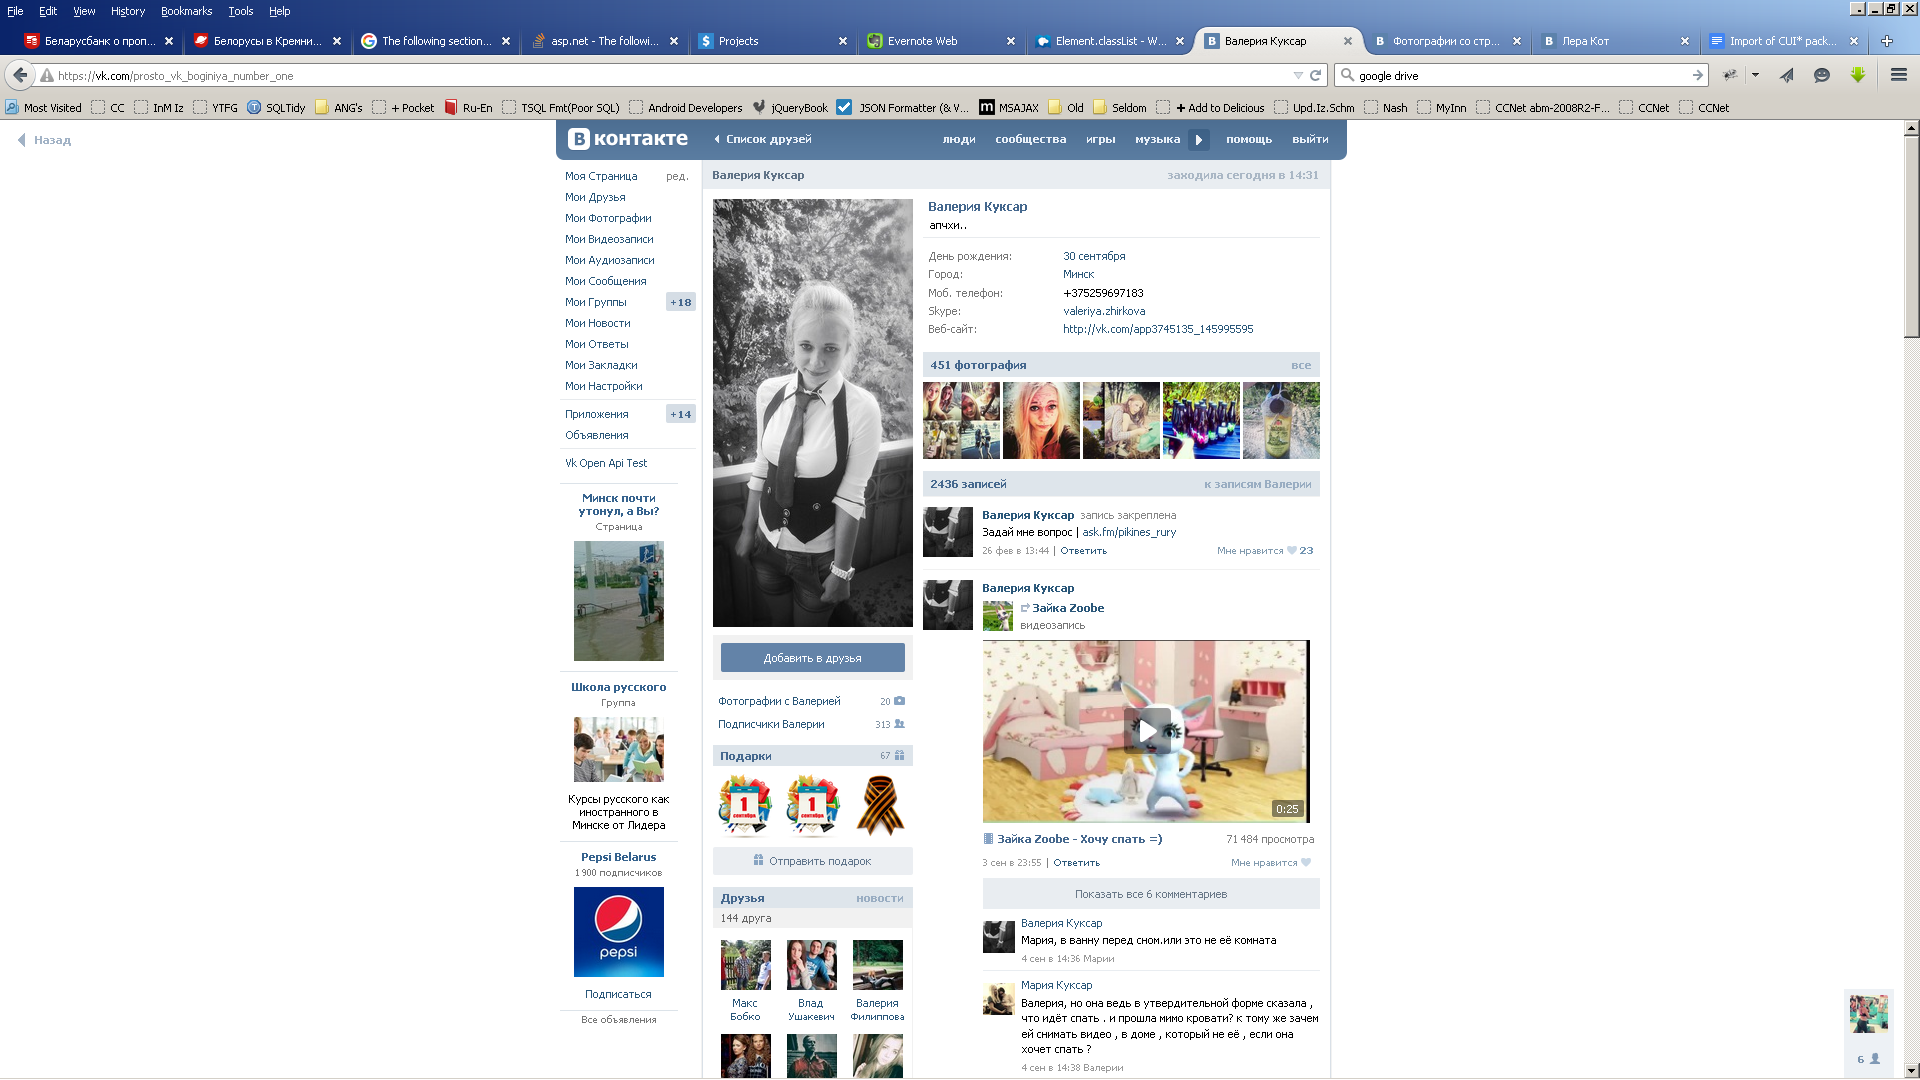 File Edit View History Bookmarks Tools Help
Беларусбанк о проп...
Белорусы в Кремни...
The following section...
asp.net - The followi...
Projects
Evernote Web
Element.classList - W...
Валерия Куксар
Фотографии со стр...
Лера Кот
Import of CUI* pack...
https://vk.com/prosto_vk_boginiya_number_one
google drive
Most Visited CC InM Iz YTFG SQLTidy ANG's + Pocket Ru-En TSQL Fmt(Poor SQL) Android Developers jQueryBook JSON Formatter (& V... MSAJAX Old Seldom + Add to Delicious Upd.Iz.Schm Nash MyInn CCNet abm-2008R2-F... CCNet CCNet
Назад
В контакте
Список друзей
люди сообщества игры музыка помощь выйти
Моя Страница ред.
Мои Друзья
Мои Фотографии
Мои Видеозаписи
Мои Аудиозаписи
Мои Сообщения
Мои Группы +18
Мои Новости
Мои Ответы
Мои Закладки
Мои Настройки
Приложения +14
Объявления
Vk Open Api Test
Минск почти
утонул, а Вы?
Страница
Школа русского
Группа
Курсы русского как
иностранного в
Минске от Лидера
Pepsi Belarus
1 900 подписчиков
pepsi
Подписаться
Все объявления
Валерия Куксар
заходила сегодня в 14:31
Добавить в друзья
Фотографии с Валерией 20
Подписчики Валерии 313
Подарки 67
1
сентября
1
сентября
Отправить подарок
Друзья новости
144 друга
Макс
Бобко
Влад
Ушакевич
Валерия
Филиппова
Валерия Куксар
апчхи..
День рождения: 30 сентября
Город: Минск
Моб. телефон: +375259697183
Skype: valeriya.zhirkova
Веб-сайт: http://vk.com/app3745135_145995595
451 фотография все
2436 записей к записям Валерии
Валерия Куксар запись закреплена
Задай мне вопрос | ask.fm/pikines_rury
26 фев в 13:44 | Ответить Мне нравится 23
Валерия Куксар
Зайка Zoobe
видеозапись
0:25
Зайка Zoobe - Хочу спать =) 71 484 просмотра
3 сен в 23:55 | Ответить Мне нравится
Показать все 6 комментариев
Валерия Куксар
Мария, в ванну перед сном.или это не её комната
4 сен в 14:36 Марии
Мария Куксар
Валерия, но она ведь в утвердительной форме сказала ,
что идёт спать . и прошла мимо кровати? к тому же зачем
ей снимать видео , в доме , который не её , если она
хочет спать ?
4 сен в 14:38 Валерии
6